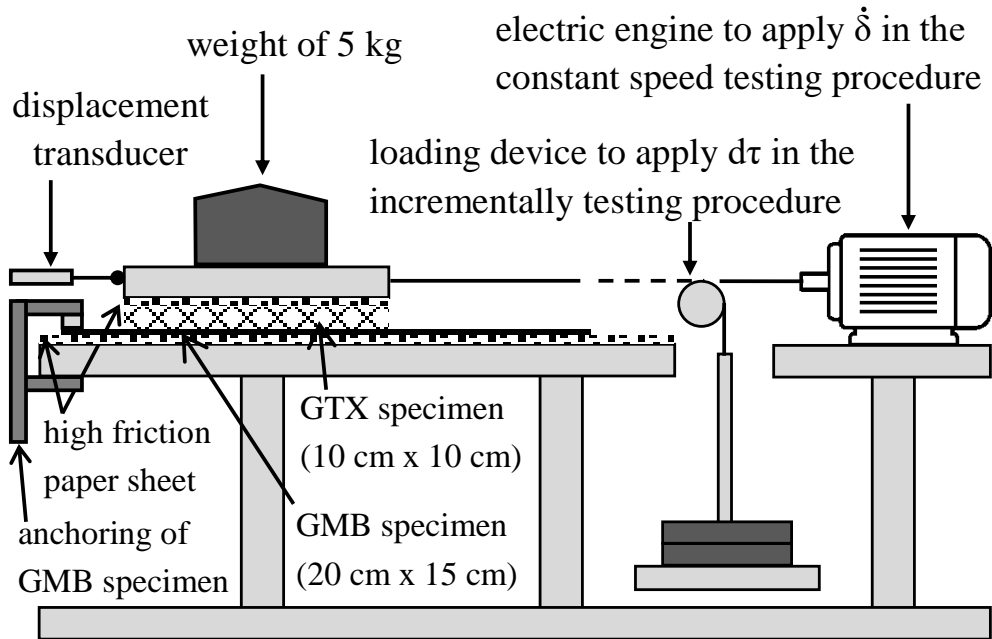 weight of 5 kg
electric engine to apply δ̇ in the
constant speed testing procedure
displacement
transducer
loading device to apply dτ in the
incrementally testing procedure
high friction
paper sheet
GTX specimen
(10 cm x 10 cm)
anchoring of
GMB specimen
GMB specimen
(20 cm x 15 cm)